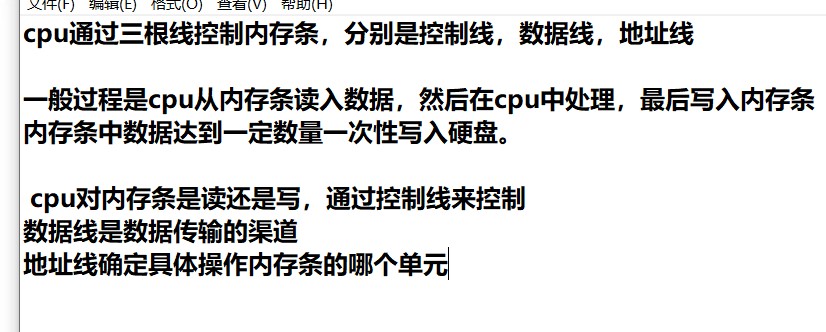 文件(F) 编辑(E) 格式(O) 查看(V) 帮助(H)
cpu通过三根线控制内存条，分别是控制线，数据线，地址线
一般过程是cpu从内存条读入数据，然后在cpu中处理，最后写入内存条
内存条中数据达到一定数量一次性写入硬盘。
cpu对内存条是读还是写，通过控制线来控制
数据线是数据传输的渠道
地址线确定具体操作内存条的哪个单元